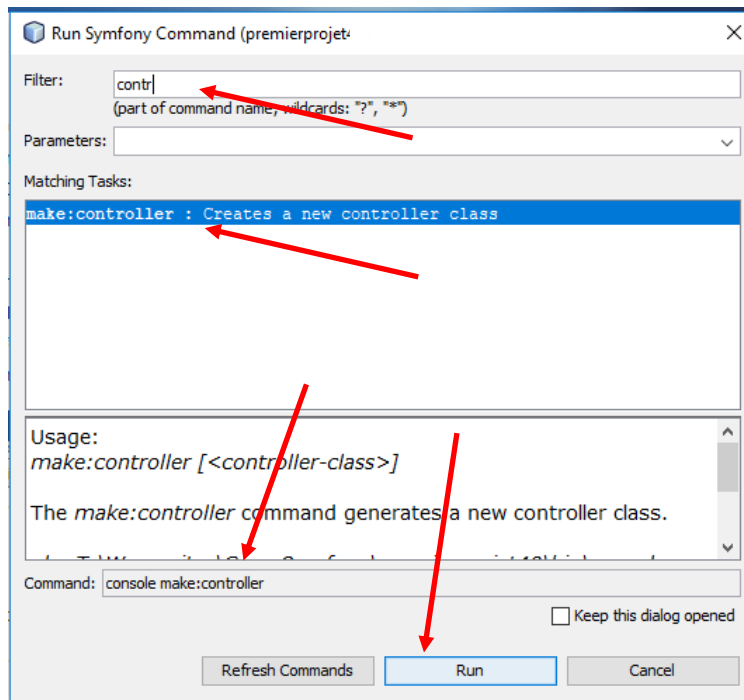 Run Symfony Command (premierprojet4
Filter:
contr
(part of command name, wildcards: "?", "*")
Parameters:
Matching Tasks:
make:controller : Creates a new controller class
Usage:
make:controller [<controller-class>]
The make:controller command generates a new controller class.
Command: console make:controller
Keep this dialog opened
Refresh Commands Run Cancel